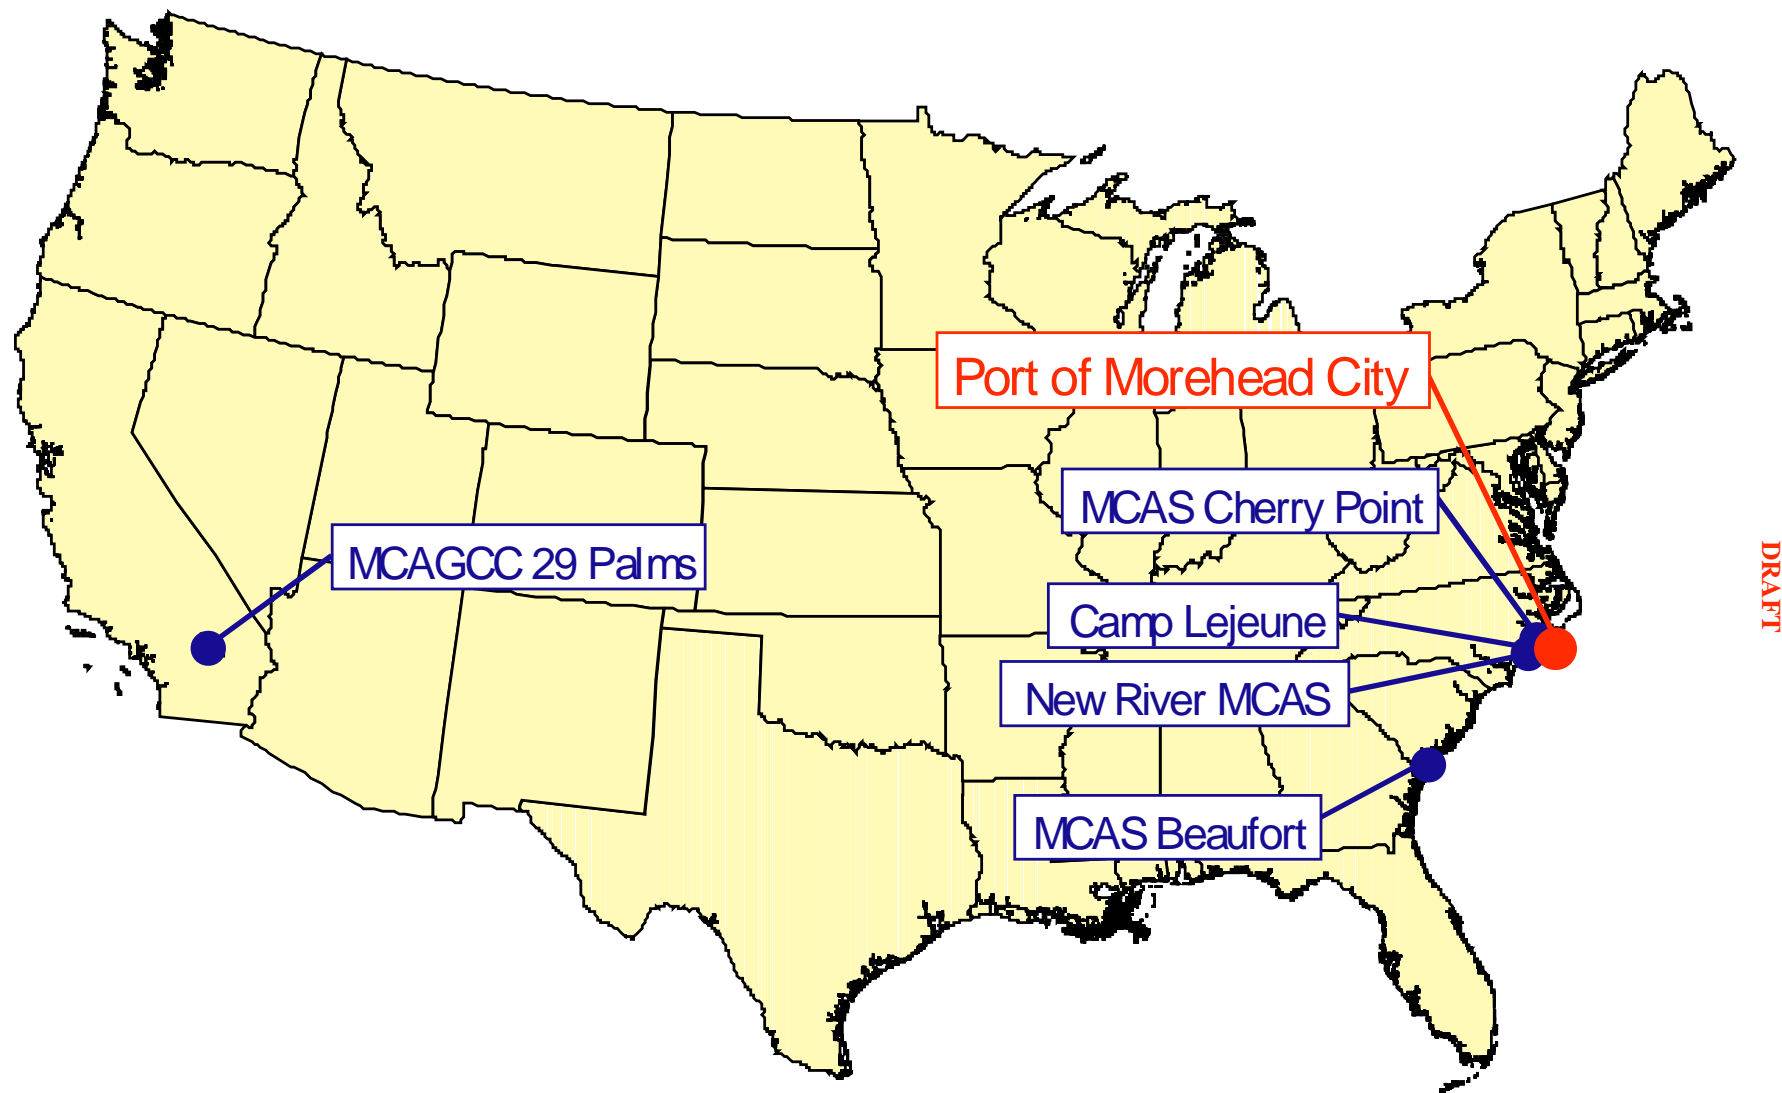 Port of Morehead City
MCAS Cherry Point
MCAGCC 29 Palms
Camp Lejeune
New River MCAS
MCAS Beaufort
DRAFT